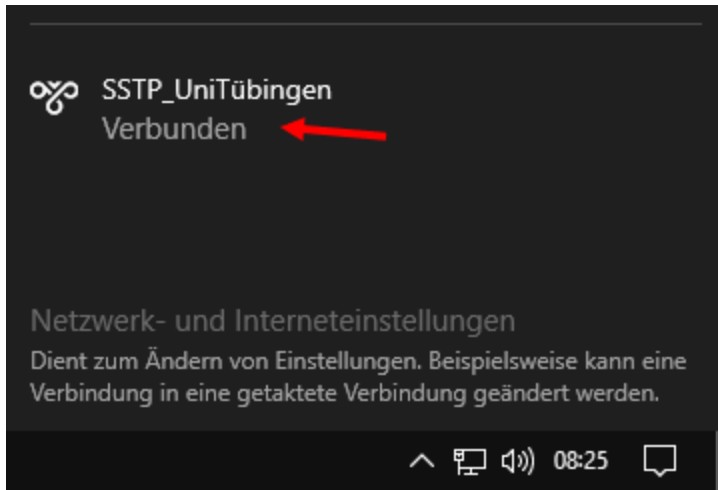 SSTP_UniTübingen
Verbunden
Netzwerk- und Interneteinstellungen
Dient zum Ändern von Einstellungen. Beispielsweise kann eine
Verbindung in eine getaktete Verbindung geändert werden.
08:25